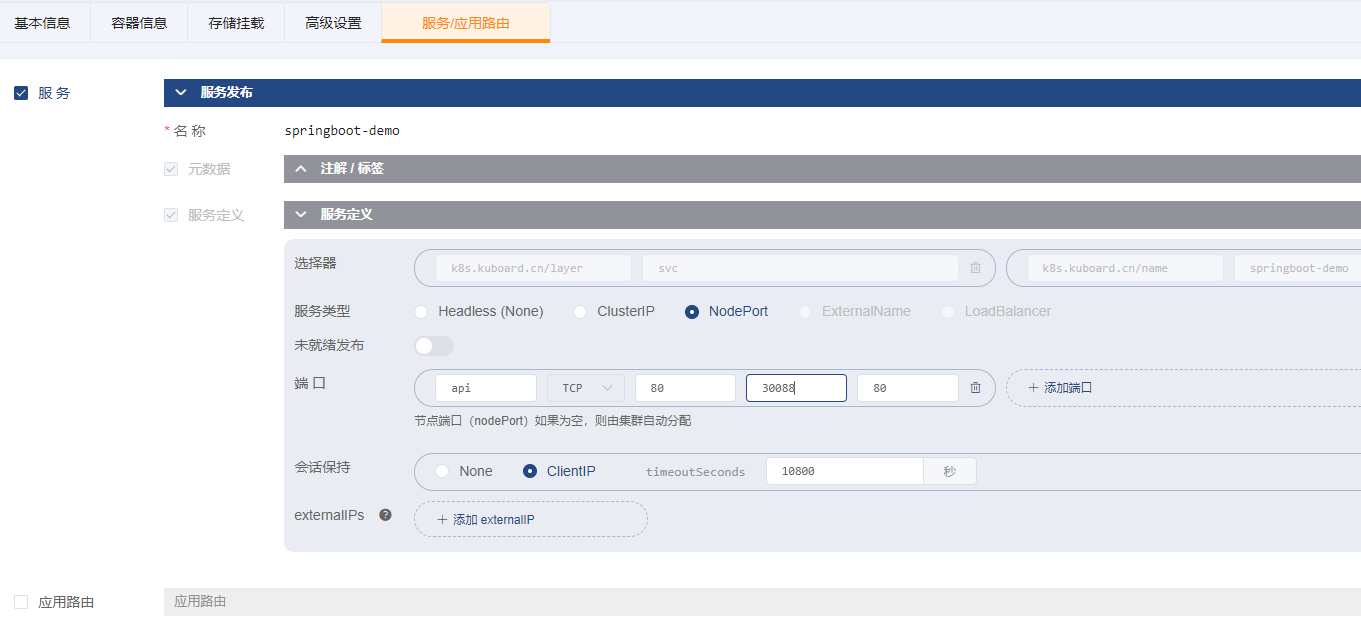 基本信息 容器信息 存储挂载 高级设置 服务/应用路由
服 务 服务发布
* 名 称 springboot-demo
元数据 注解 / 标签
服务定义 服务定义
选择器 k8s.kuboard.cn/layer svc k8s.kuboard.cn/name springboot-demo
服务类型 Headless (None) ClusterIP NodePort ExternalName LoadBalancer
未就绪发布
端 口 api TCP 80 30088 80 + 添加端口
节点端口（nodePort）如果为空，则由集群自动分配
会话保持 None ClientIP timeoutSeconds 10800 秒
externalIPs ? + 添加 externalIP
应用路由 应用路由